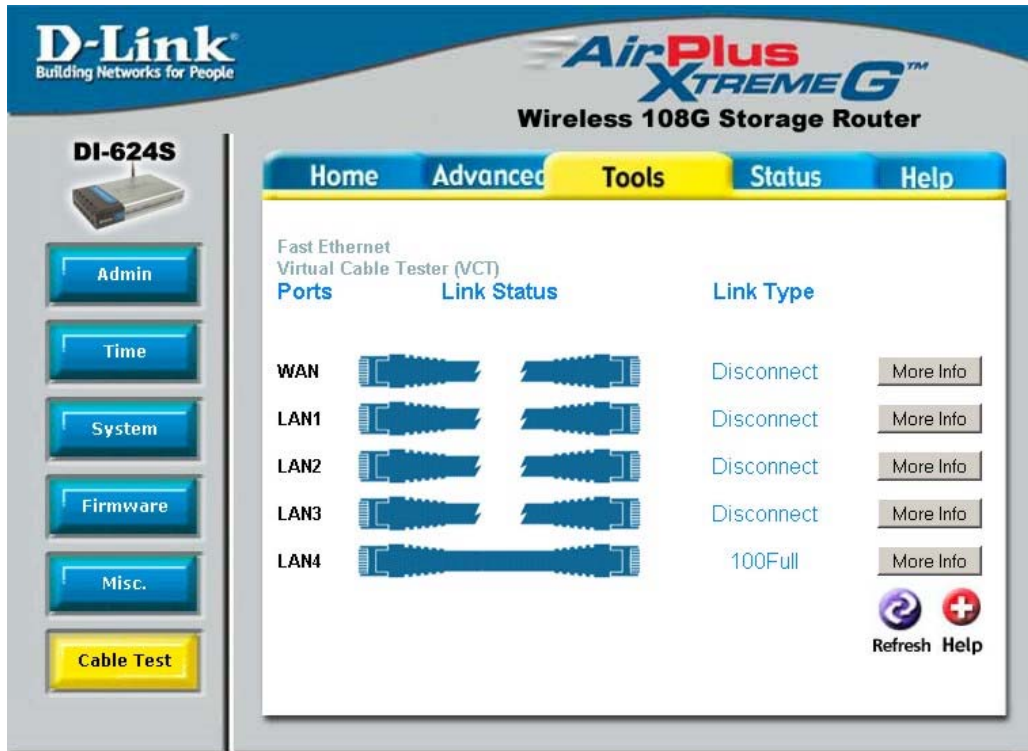 D-Link
Building Networks for People
AirPlus
XTREME G™
Wireless 108G Storage Router
DI-624S
Home Advanced Tools Status Help
Admin
Time
System
Firmware
Misc.
Cable Test
Fast Ethernet
Virtual Cable Tester (VCT)
Ports Link Status Link Type
WAN Disconnect More Info
LAN1 Disconnect More Info
LAN2 Disconnect More Info
LAN3 Disconnect More Info
LAN4 100Full More Info
Refresh Help